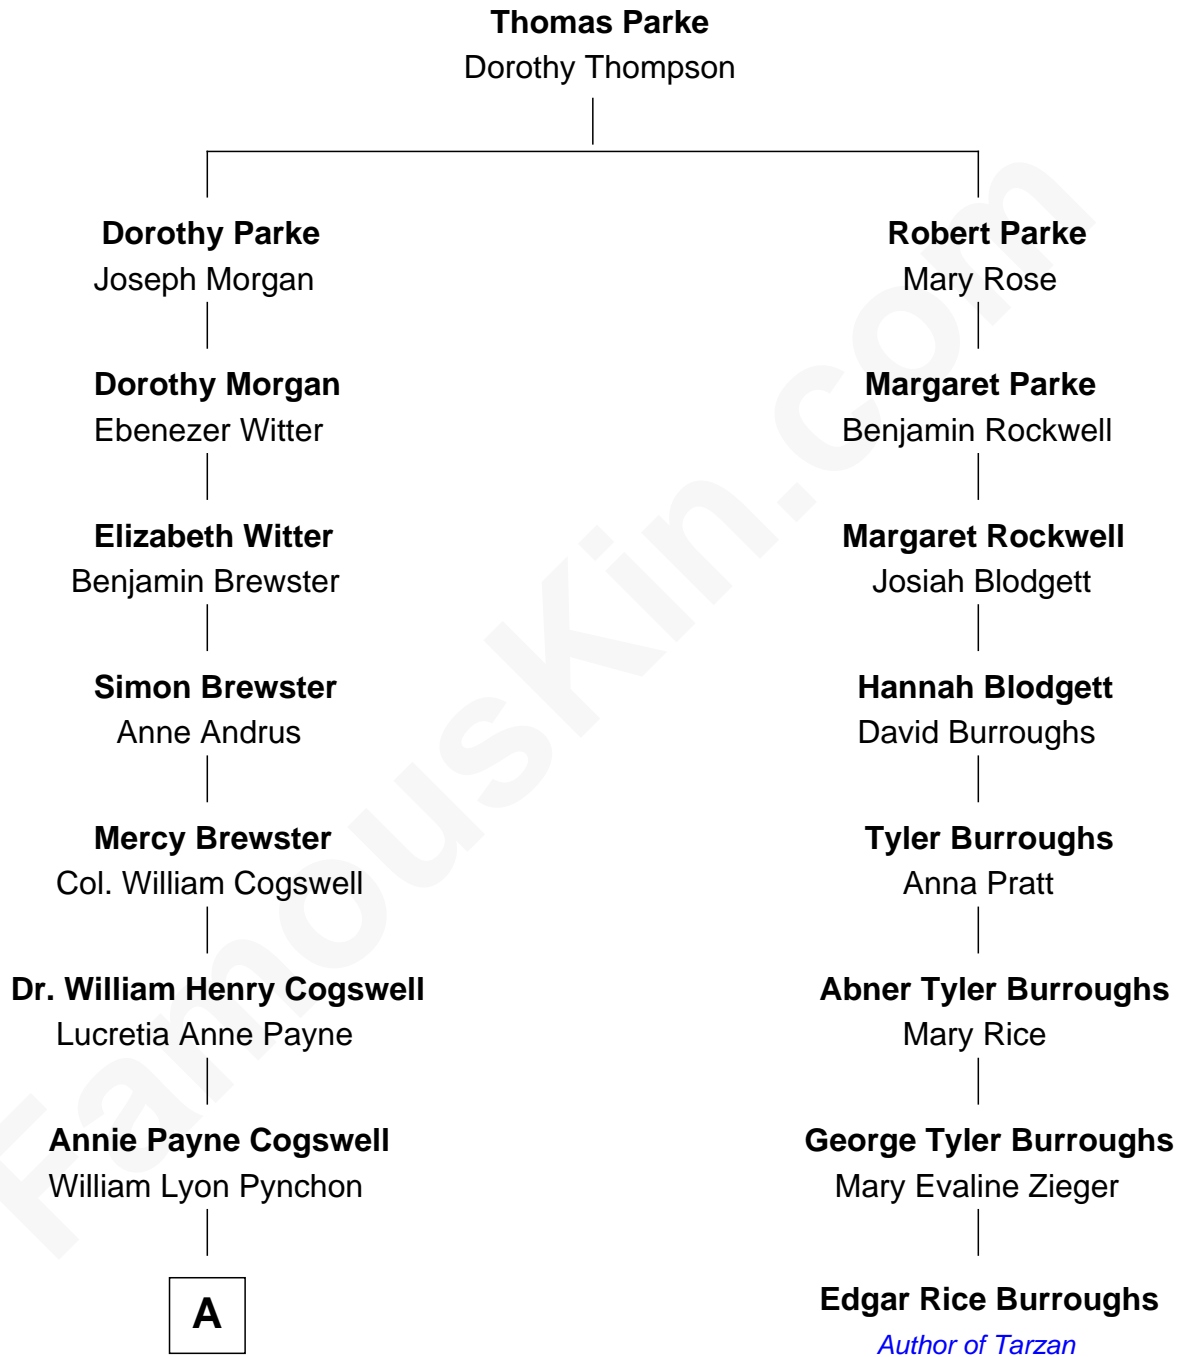 Thomas Parke
Dorothy Thompson
Dorothy Parke
Joseph Morgan
Robert Parke
Mary Rose
Dorothy Morgan
Ebenezer Witter
Margaret Parke
Benjamin Rockwell
Elizabeth Witter
Benjamin Brewster
Margaret Rockwell
Josiah Blodgett
Simon Brewster
Anne Andrus
Hannah Blodgett
David Burroughs
Mercy Brewster
Col. William Cogswell
Tyler Burroughs
Anna Pratt
Dr. William Henry Cogswell
Lucretia Anne Payne
Abner Tyler Burroughs
Mary Rice
Annie Payne Cogswell
William Lyon Pynchon
George Tyler Burroughs
Mary Evaline Zieger
A
Edgar Rice Burroughs
Author of Tarzan
FamousKin.com